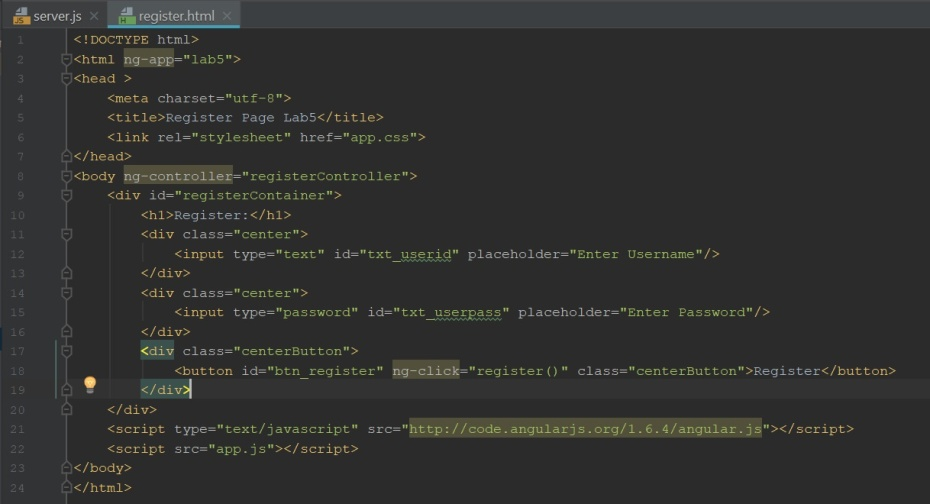 server.js register.html
1 <!DOCTYPE html>
2 <html ng-app="lab5">
3 <head >
4 <meta charset="utf-8">
5 <title>Register Page Lab5</title>
6 <link rel="stylesheet" href="app.css">
7 </head>
8 <body ng-controller="registerController">
9 <div id="registerContainer">
10 <h1>Register:</h1>
11 <div class="center">
12 <input type="text" id="txt_userid" placeholder="Enter Username"/>
13 </div>
14 <div class="center">
15 <input type="password" id="txt_userpass" placeholder="Enter Password"/>
16 </div>
17 <div class="centerButton">
18 <button id="btn_register" ng-click="register()" class="centerButton">Register</button>
19 </div>
20 </div>
21 <script type="text/javascript" src="http://code.angularjs.org/1.6.4/angular.js"></script>
22 <script src="app.js"></script>
23 </body>
24 </html>